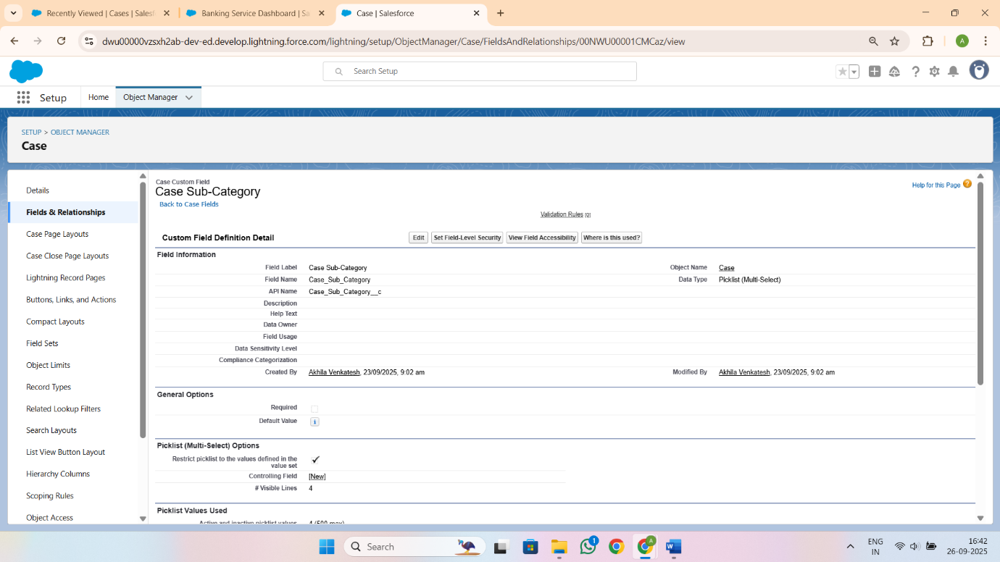 Recently Viewed | Cases | Salesf
Banking Service Dashboard | Sa
Case | Salesforce
dwu00000vzsxh2ab-dev-ed.develop.lightning.force.com/lightning/setup/ObjectManager/Case/FieldsAndRelationships/00NWU00001CMCaz/view
A
Search Setup
Setup
Home
Object Manager
SETUP > OBJECT MANAGER
Case
Details
Fields & Relationships
Case Page Layouts
Case Close Page Layouts
Lightning Record Pages
Buttons, Links, and Actions
Compact Layouts
Field Sets
Object Limits
Record Types
Related Lookup Filters
Search Layouts
List View Button Layout
Hierarchy Columns
Scoping Rules
Object Access
Case Custom Field
Case Sub-Category
Back to Case Fields
Help for this Page ?
Validation Rules [0]
Custom Field Definition Detail
Edit
Set Field-Level Security
View Field Accessibility
Where is this used?
Field Information
Field Label Case Sub-Category Object Name Case
Field Name Case_Sub_Category Data Type Picklist (Multi-Select)
API Name Case_Sub_Category__c
Description
Help Text
Data Owner
Field Usage
Data Sensitivity Level
Compliance Categorization
Created By Akhila Venkatesh, 23/09/2025, 9:02 am Modified By Akhila Venkatesh, 23/09/2025, 9:02 am
General Options
Required
Default Value i
Picklist (Multi-Select) Options
Restrict picklist to the values defined in the
value set
Controlling Field [New]
# Visible Lines 4
Picklist Values Used
Active and inactive picklist values 4 (500 max)
Search
1
A
W
ENG
IN
16:42
26-09-2025